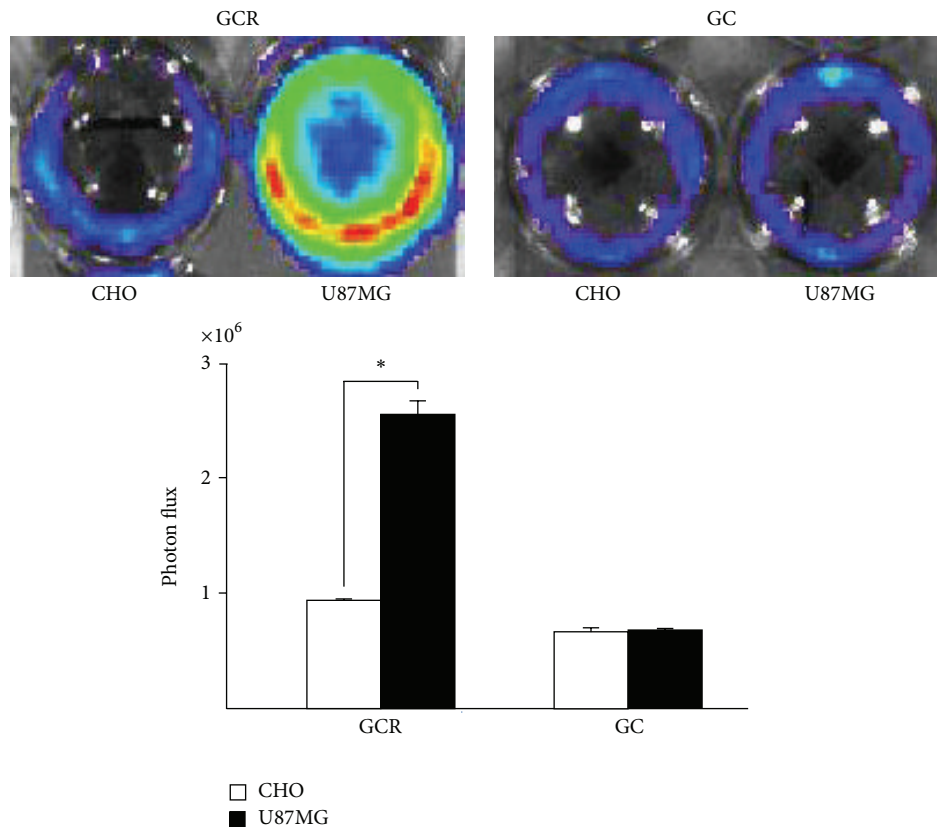 GCR
GC
CHO
U87MG
CHO
U87MG
×10⁶
3
2
1
Photon flux
*
GCR
GC
CHO
U87MG